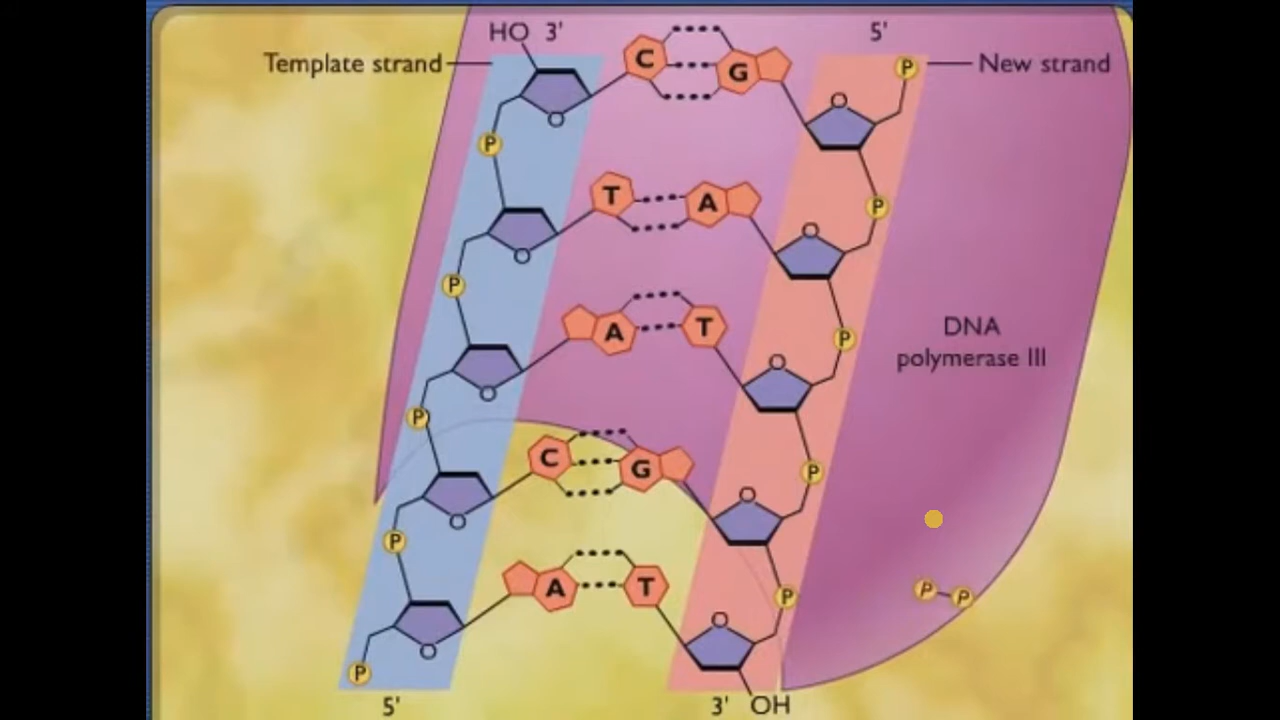 HO 3' 5'
Template strand
C G
P
New strand
O
O
P
T A
P
O
O
P
A T
DNA
polymerase III
P
O
O
P
C G
P
O
O
P
A T
P P
P
O
O
P
5' 3' OH